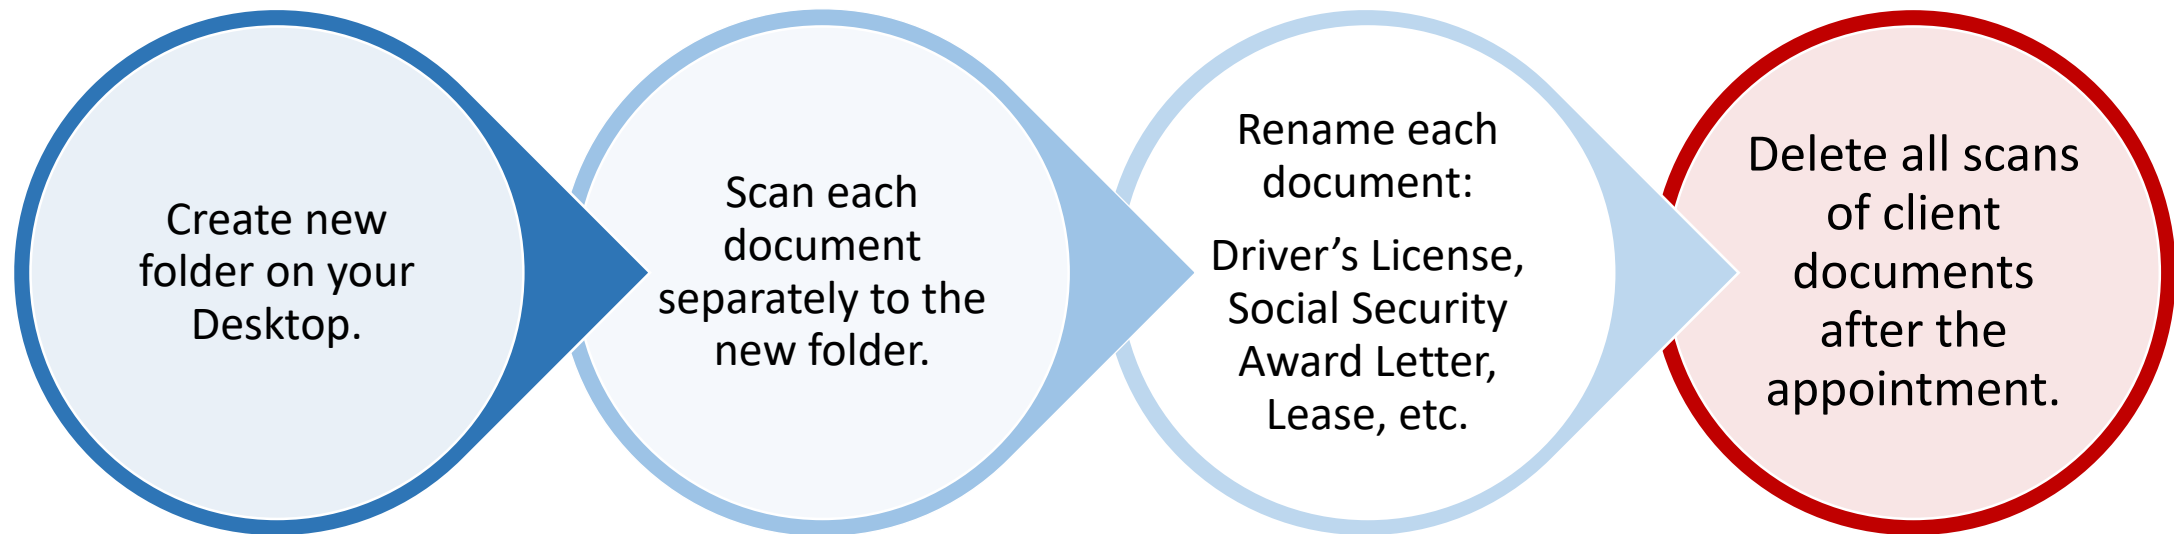 Create new
folder on your
Desktop.
Scan each
document
separately to the
new folder.
Rename each
document:
Driver’s License,
Social Security
Award Letter,
Lease, etc.
Delete all scans
of client
documents
after the
appointment.